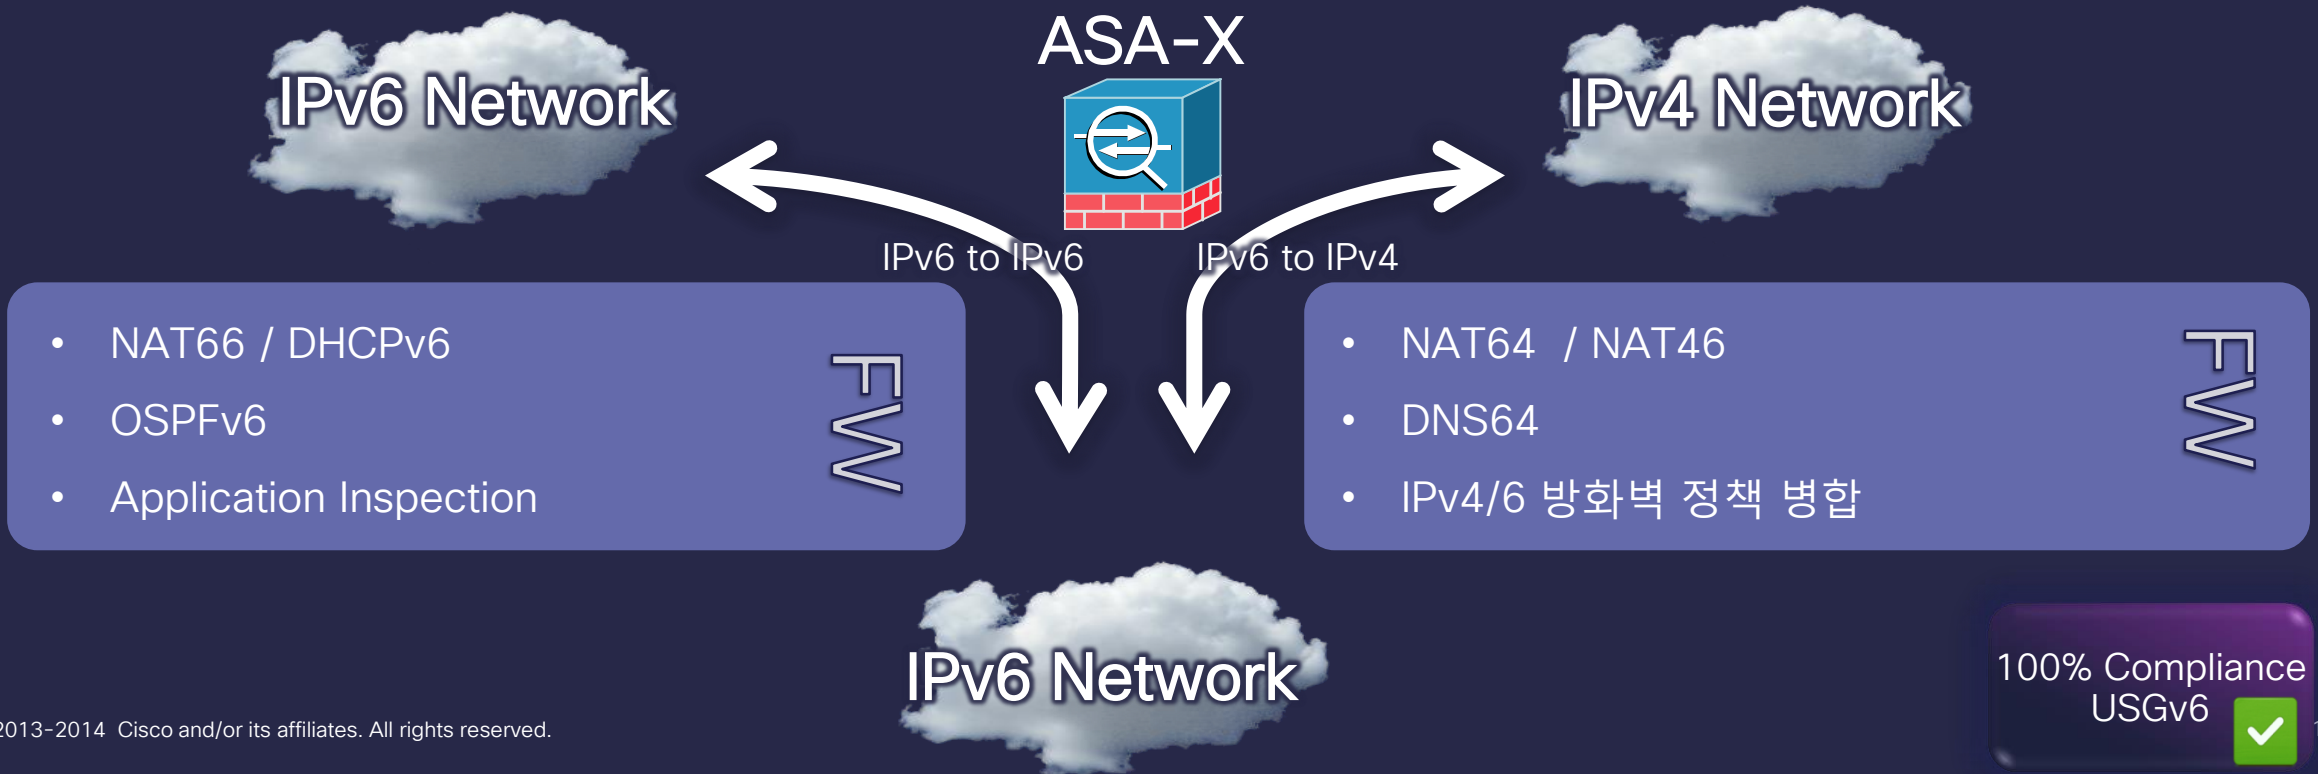 ASA-X
IPv6 Network
IPv4 Network
IPv6 to IPv6
IPv6 to IPv4
• NAT66 / DHCPv6
• OSPFv6
• Application Inspection
FW
• NAT64 / NAT46
• DNS64
• IPv4/6 방화벽 정책 병합
FW
IPv6 Network
100% Compliance
USGv6
2013-2014 Cisco and/or its affiliates. All rights reserved.